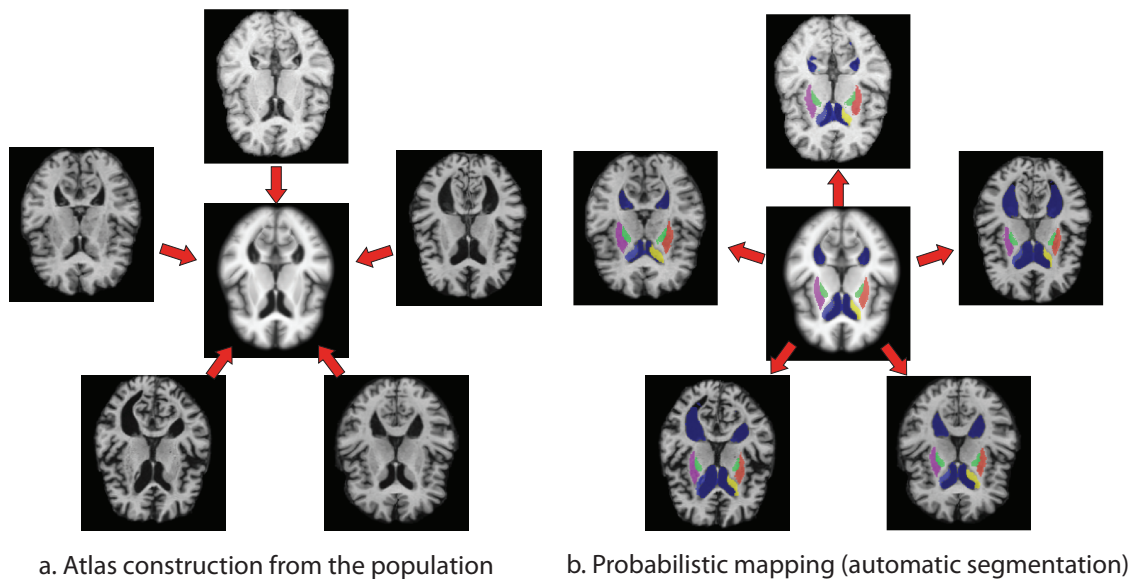 a. Atlas construction from the population
b. Probabilistic mapping (automatic segmentation)